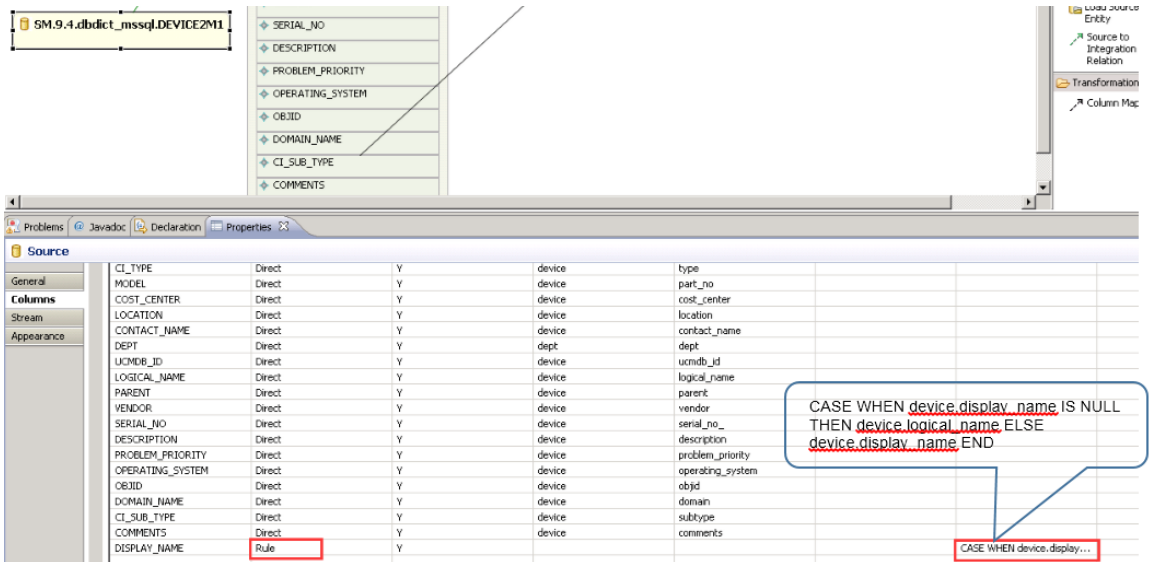 SM.9.4.dbdict_mssql.DEVICE2M1
SERIAL_NO
DESCRIPTION
PROBLEM_PRIORITY
OPERATING_SYSTEM
OBJID
DOMAIN_NAME
CI_SUB_TYPE
COMMENTS
Load Source
Entity
Source to
Integration
Relation
Transformation
Column Map
Problems @ Javadoc Declaration Properties
Source
General
Columns
Stream
Appearance
CI_TYPE Direct Y device type
MODEL Direct Y device part_no
COST_CENTER Direct Y device cost_center
LOCATION Direct Y device location
CONTACT_NAME Direct Y device contact_name
DEPT Direct Y dept dept
UCMDB_ID Direct Y device ucmdb_id
LOGICAL_NAME Direct Y device logical_name
PARENT Direct Y device parent
VENDOR Direct Y device vendor
SERIAL_NO Direct Y device serial_no_
DESCRIPTION Direct Y device description
PROBLEM_PRIORITY Direct Y device problem_priority
OPERATING_SYSTEM Direct Y device operating_system
OBJID Direct Y device objid
DOMAIN_NAME Direct Y device domain
CI_SUB_TYPE Direct Y device subtype
COMMENTS Direct Y device comments
DISPLAY_NAME Rule Y CASE WHEN device.display...
CASE WHEN device.display_name IS NULL
THEN device.logical_name ELSE
device.display_name END